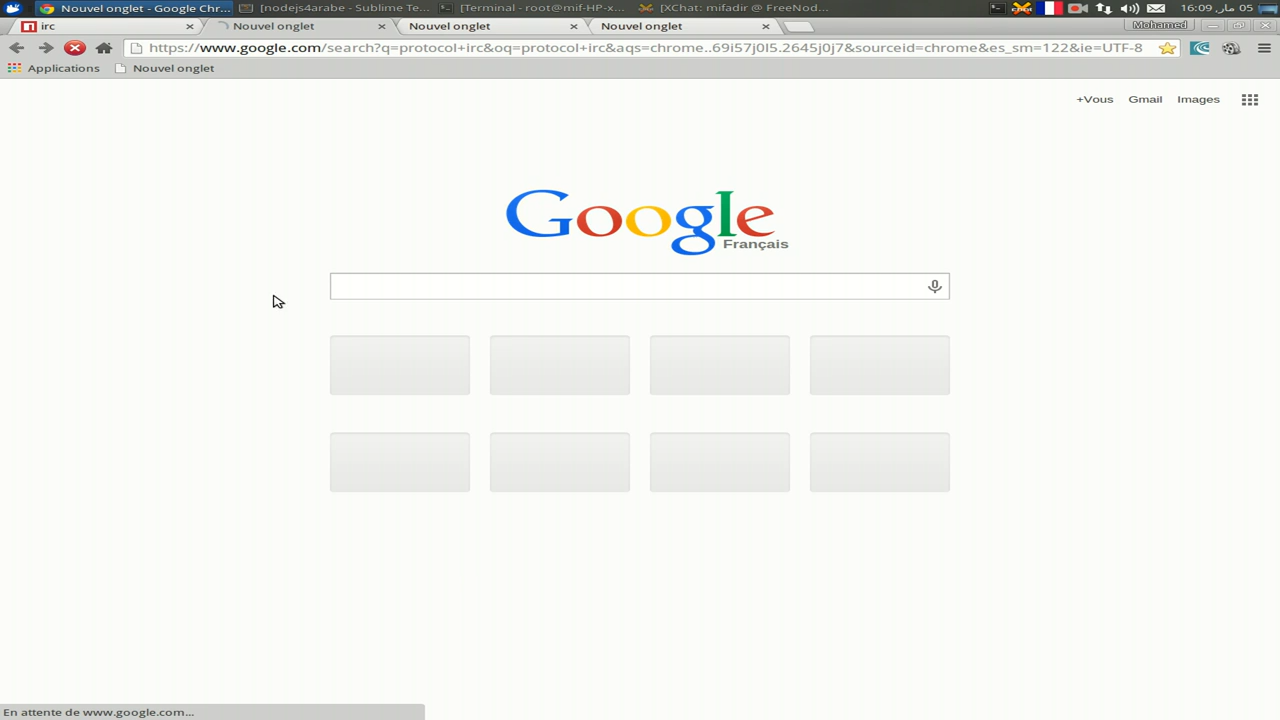 Nouvel onglet - Google Chr... [nodejs4arabe - Sublime Te... [Terminal - root@mif-HP-x... [XChat: mifadir @ FreeNod... 16:09 ,مار 05
irc Nouvel onglet Nouvel onglet Nouvel onglet Mohamed
https://www.google.com/search?q=protocol+irc&oq=protocol+irc&aqs=chrome..69i57j0l5.2645j0j7&sourceid=chrome&es_sm=122&ie=UTF-8
Applications Nouvel onglet
+Vous Gmail Images
Google
Français
En attente de www.google.com...